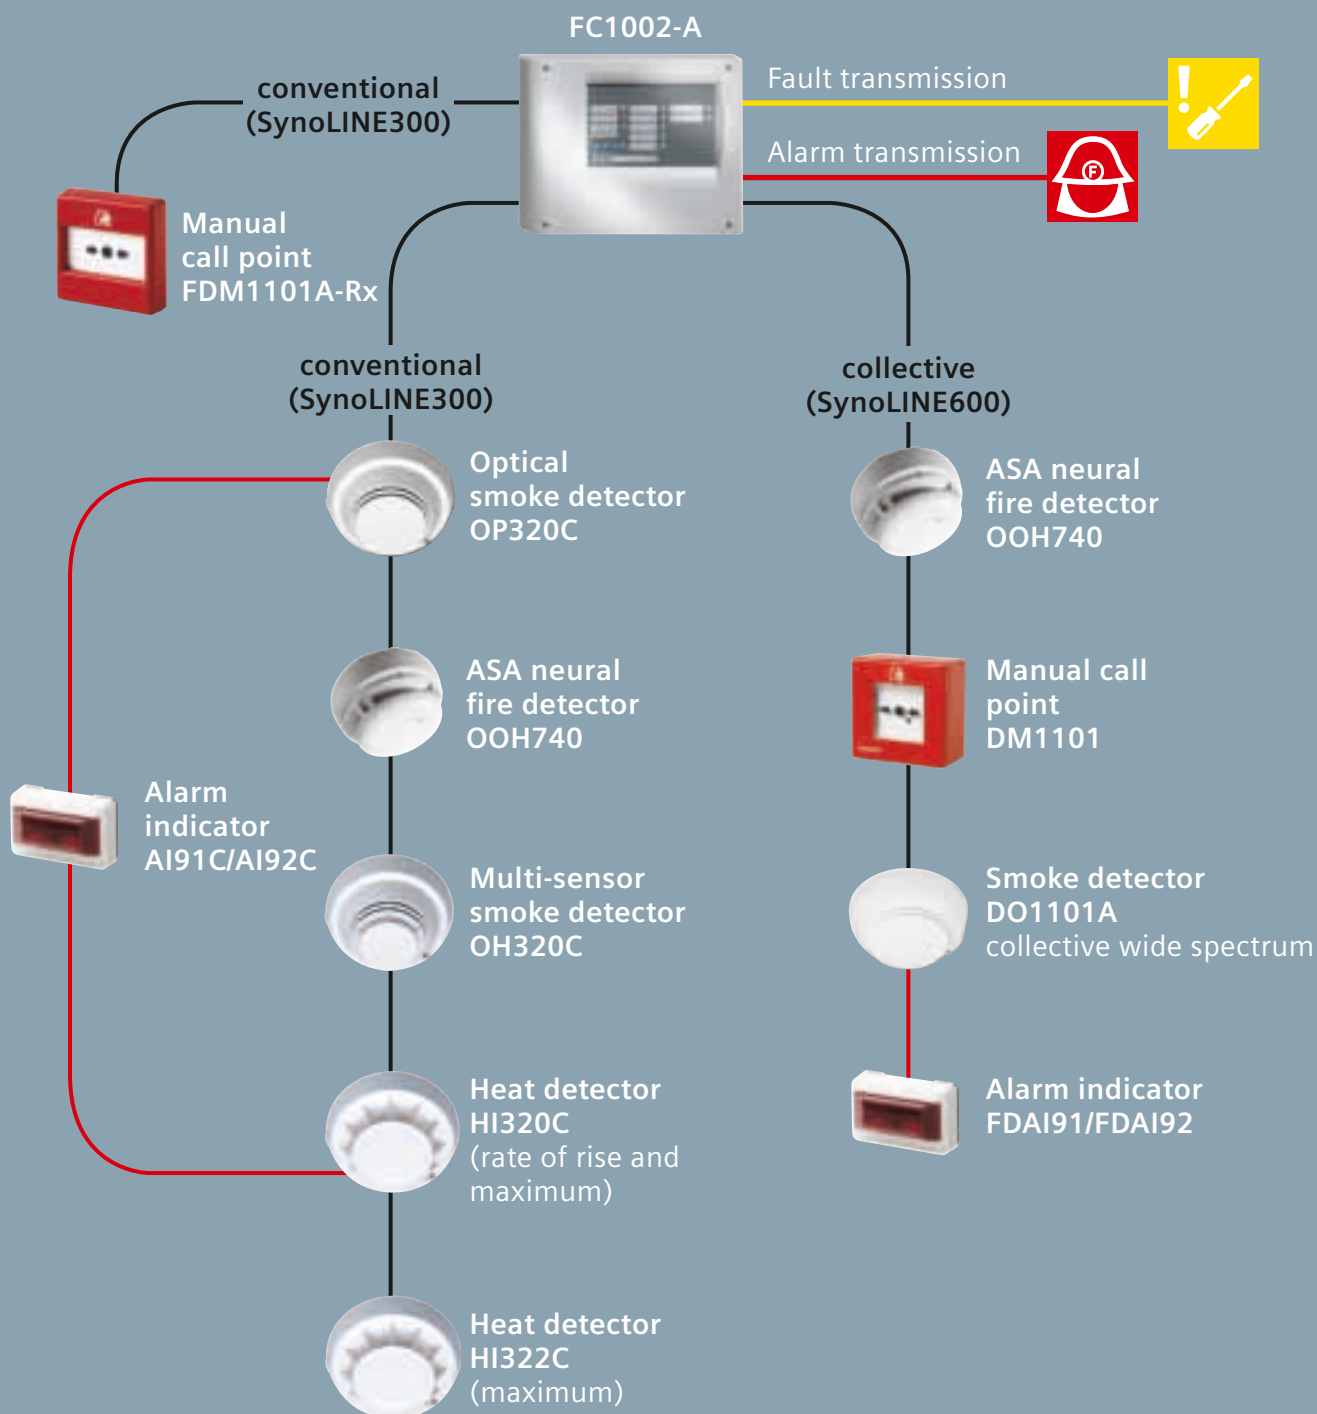 FC1002-A
Fault transmission
conventional
(SynoLINE300)
Alarm transmission
F
Manual
call point
FDM1101A-Rx
conventional
(SynoLINE300)
collective
(SynoLINE600)
Optical
smoke detector
OP320C
ASA neural
fire detector
OOH740
ASA neural
fire detector
OOH740
Manual call
point
DM1101
Alarm
indicator
AI91C/AI92C
Multi-sensor
smoke detector
OH320C
Smoke detector
DO1101A
collective wide spectrum
Heat detector
HI320C
(rate of rise and
maximum)
Alarm indicator
FDAI91/FDAI92
Heat detector
HI322C
(maximum)